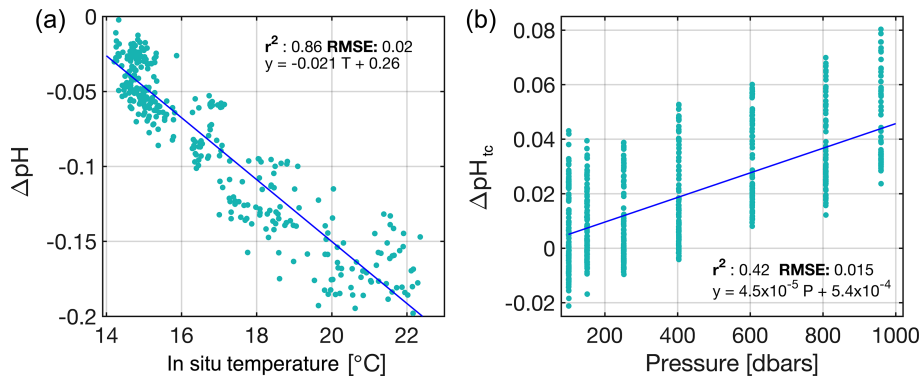 (a)
0
-0.05
-0.1
-0.15
-0.2
ΔpH
r² : 0.86 RMSE: 0.02
y = -0.021 T + 0.26
14 16 18 20 22
In situ temperature [°C]
(b)
0.08
0.06
0.04
0.02
0
-0.02
ΔpHtc
r² : 0.42 RMSE: 0.015
y = 4.5x10⁻⁵ P + 5.4x10⁻⁴
200 400 600 800 1000
Pressure [dbars]